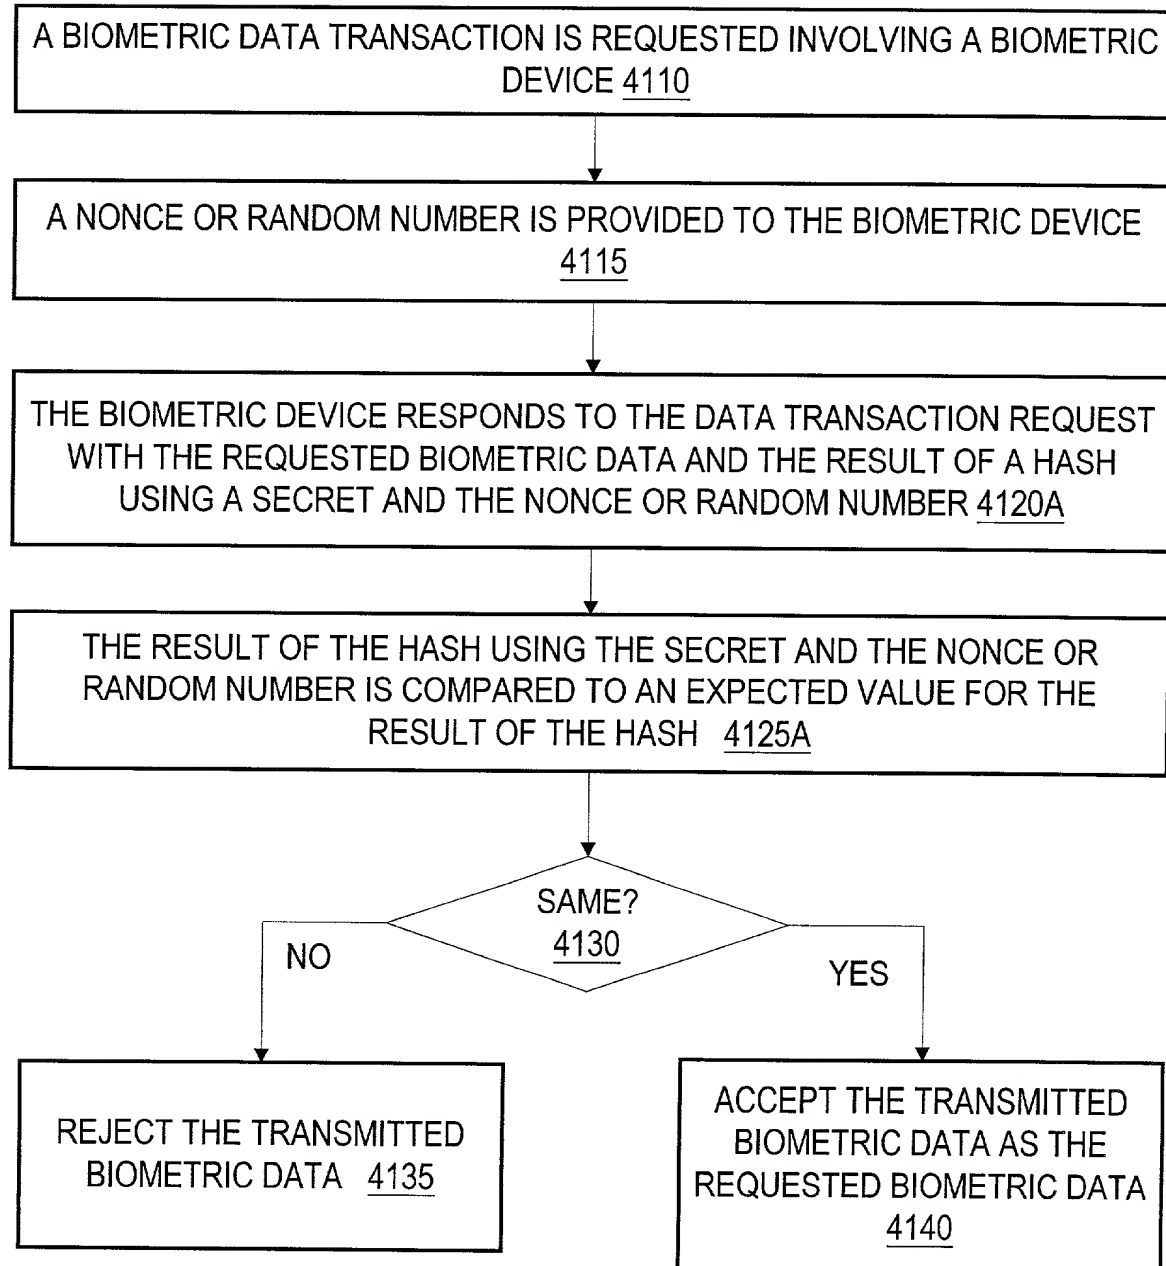 A BIOMETRIC DATA TRANSACTION IS REQUESTED INVOLVING A BIOMETRIC
DEVICE 4110
A NONCE OR RANDOM NUMBER IS PROVIDED TO THE BIOMETRIC DEVICE
4115
THE BIOMETRIC DEVICE RESPONDS TO THE DATA TRANSACTION REQUEST
WITH THE REQUESTED BIOMETRIC DATA AND THE RESULT OF A HASH
USING A SECRET AND THE NONCE OR RANDOM NUMBER 4120A
THE RESULT OF THE HASH USING THE SECRET AND THE NONCE OR
RANDOM NUMBER IS COMPARED TO AN EXPECTED VALUE FOR THE
RESULT OF THE HASH 4125A
SAME?
4130
NO
YES
REJECT THE TRANSMITTED
BIOMETRIC DATA 4135
ACCEPT THE TRANSMITTED
BIOMETRIC DATA AS THE
REQUESTED BIOMETRIC DATA
4140